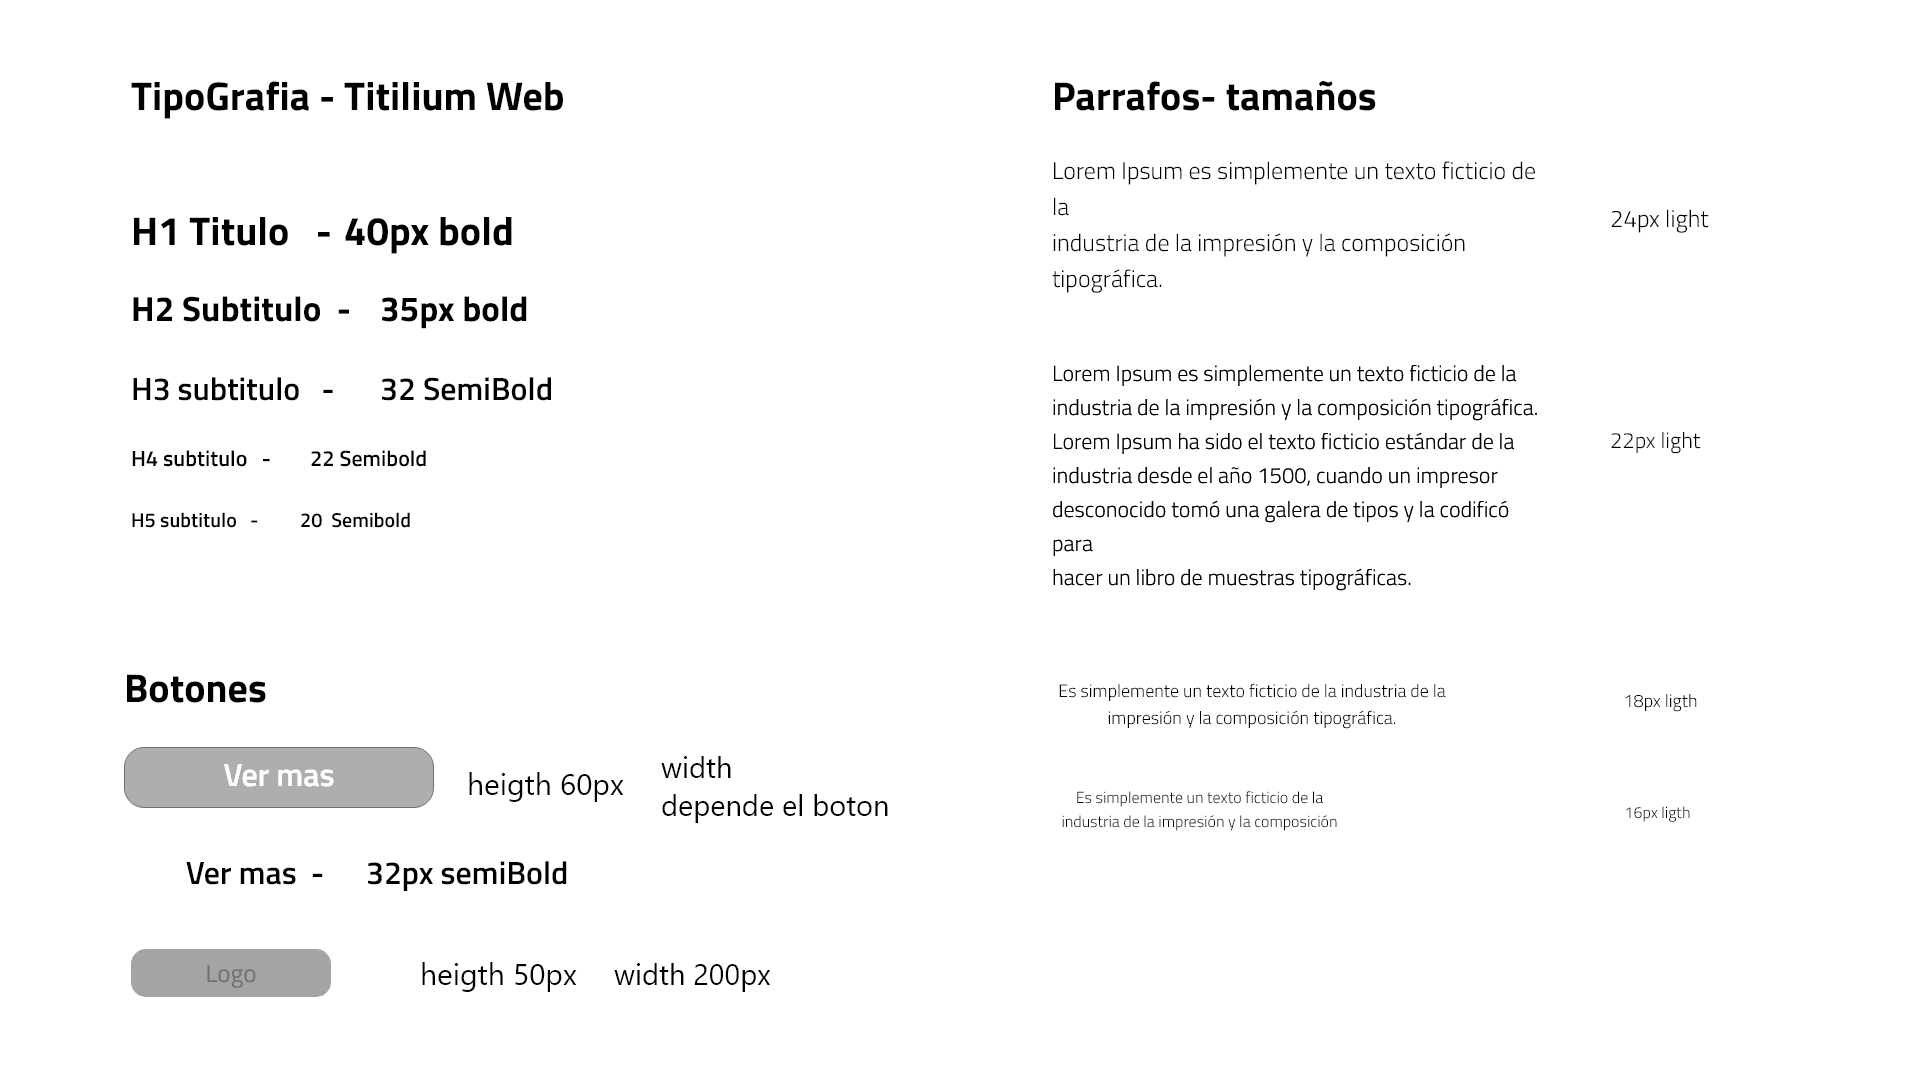 TipoGrafia - Titilium Web
H1 Titulo - 40px bold
H2 Subtitulo - 35px bold
H3 subtitulo - 32 SemiBold
H4 subtitulo - 22 Semibold
H5 subtitulo - 20 Semibold
Botones
Ver mas
heigth 60px
width
depende el boton
Ver mas - 32px semiBold
Logo
heigth 50px width 200px
Parrafos- tamaños
Lorem Ipsum es simplemente un texto ficticio de
la
industria de la impresión y la composición
tipográfica.
24px light
Lorem Ipsum es simplemente un texto ficticio de la
industria de la impresión y la composición tipográfica.
Lorem Ipsum ha sido el texto ficticio estándar de la
industria desde el año 1500, cuando un impresor
desconocido tomó una galera de tipos y la codificó
para
hacer un libro de muestras tipográficas.
22px light
Es simplemente un texto ficticio de la industria de la
impresión y la composición tipográfica.
18px ligth
Es simplemente un texto ficticio de la
industria de la impresión y la composición
16px ligth